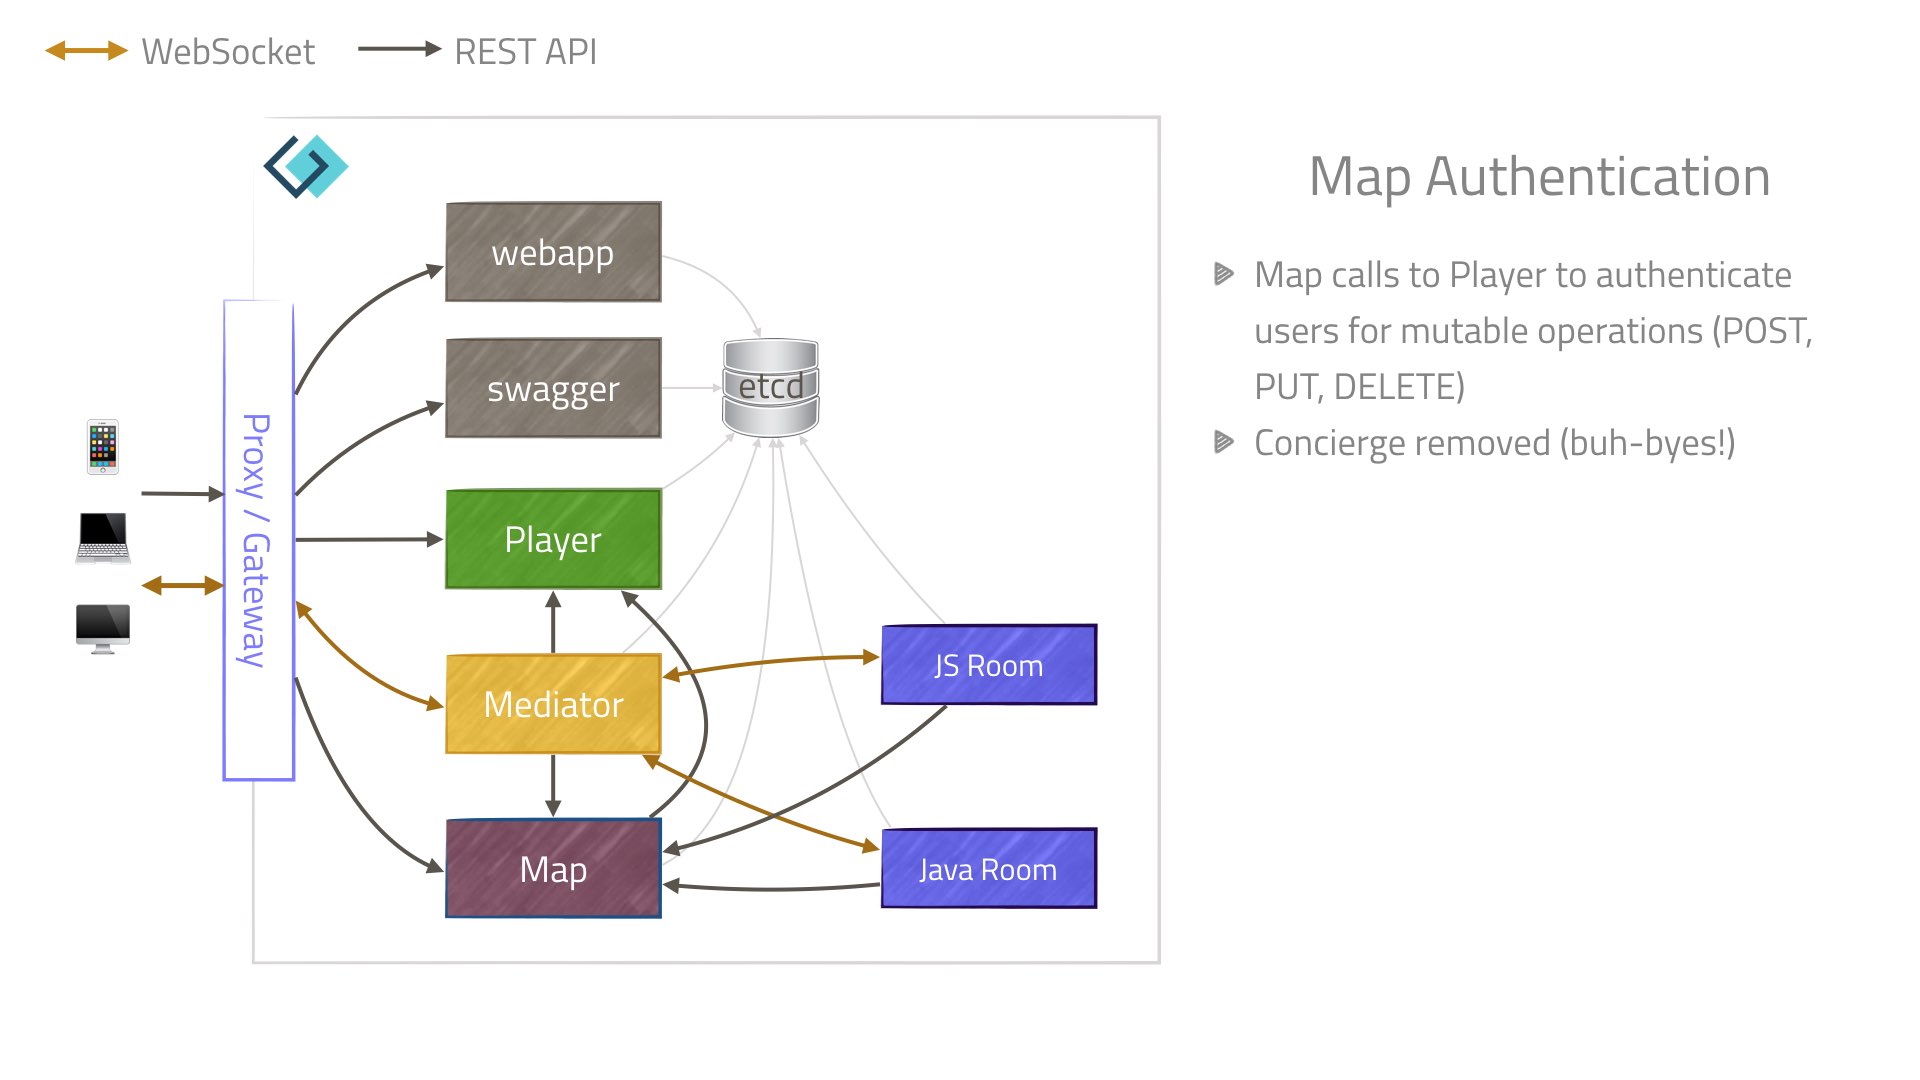 WebSocket
REST API
Map Authentication
Map calls to Player to authenticate
users for mutable operations (POST,
PUT, DELETE)
Concierge removed (buh-byes!)
webapp
swagger
etcd
Proxy / Gateway
Player
Mediator
JS Room
Map
Java Room